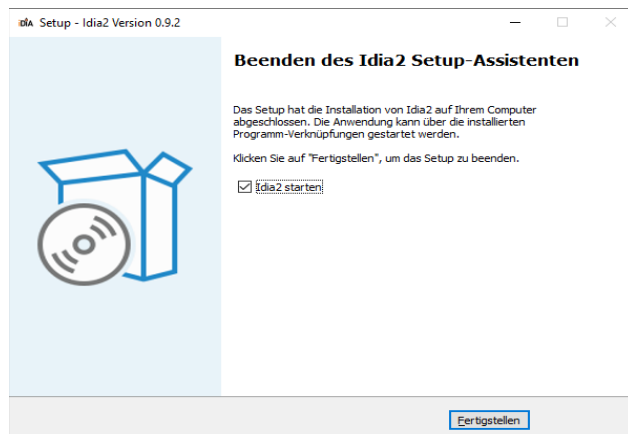 iDiA Setup - Idia2 Version 0.9.2
Beenden des Idia2 Setup-Assistenten
Das Setup hat die Installation von Idia2 auf Ihrem Computer
abgeschlossen. Die Anwendung kann über die installierten
Programm-Verknüpfungen gestartet werden.
Klicken Sie auf "Fertigstellen", um das Setup zu beenden.
Idia2 starten
Fertigstellen